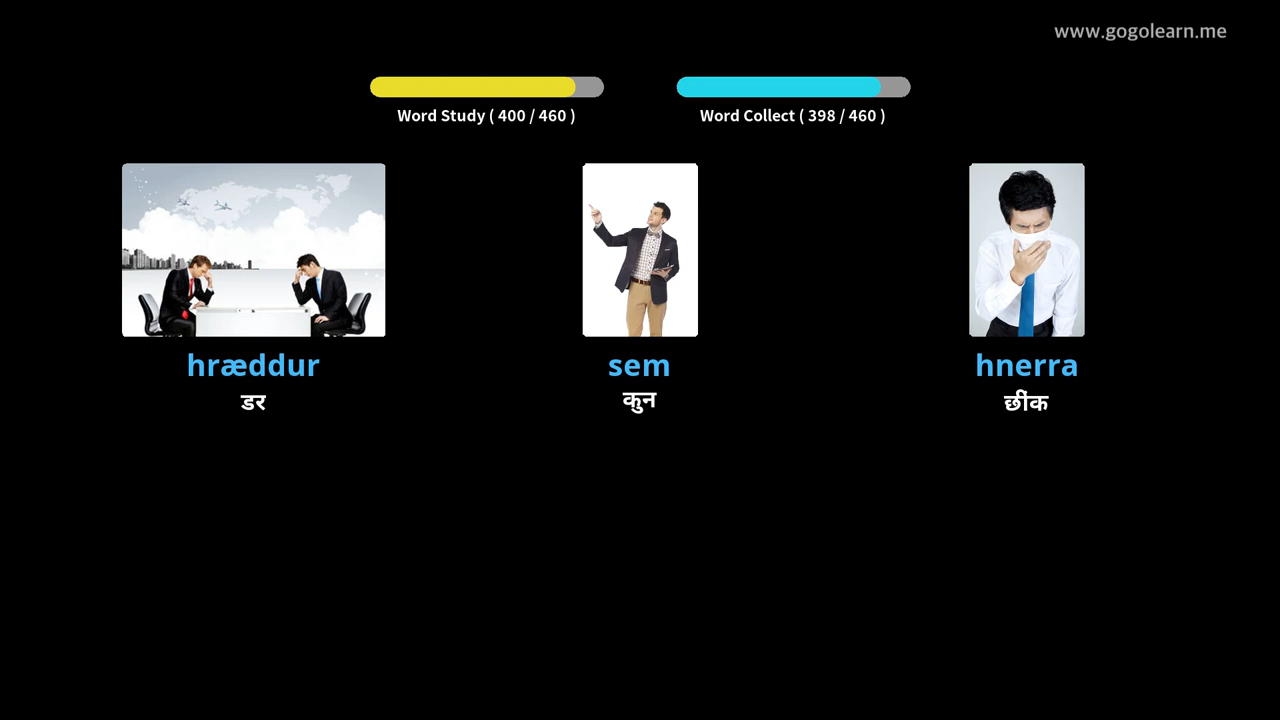 www.gogolearn.me
Word Study ( 400 / 460 )
Word Collect ( 398 / 460 )
hræddur
sem
hnerra
डर
कुन
छींक